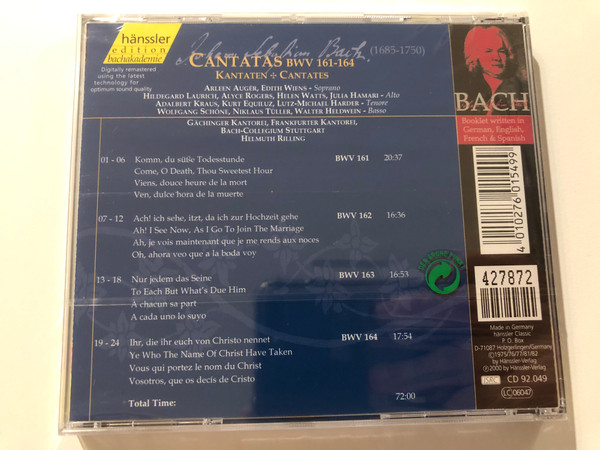 hänssler
edition
bachakademie
Digitally remastered
using the latest
technology for
optimum sound quality
Johann Sebastian Bach. (1685-1750)
CANTATAS BWV 161-164
KANTATEN ✢ CANTATES
ARLEEN AUGÉR, EDITH WIENS - Soprano
HILDEGARD LAURICH, ALYCE ROGERS, HELEN WATTS, JULIA HAMARI - Alto
ADALBERT KRAUS, KURT EQUILUZ, LUTZ-MICHAEL HARDER - Tenore
WOLFGANG SCHÖNE, NIKLAUS TÜLLER, WALTER HELDWEIN - Basso
GÄCHINGER KANTOREI, FRANKFURTER KANTOREI,
BACH-COLLEGIUM STUTTGART
HELMUTH RILLING
01 - 06 Komm, du süße Todesstunde BWV 161 20:37
Come, O Death, Thou Sweetest Hour
Viens, douce heure de la mort
Ven, dulce hora de la muerte
07 - 12 Ach! ich sehe, itzt, da ich zur Hochzeit gehe BWV 162 16:36
Ah! I See Now, As I Go To Join The Marriage
Ah, je vois maintenant que je me rends aux noces
Oh, ahora veo que a la boda voy
13 - 18 Nur jedem das Seine BWV 163 16:53
To Each But What's Due Him
A chacun sa part
A cada uno lo suyo
19 - 24 Ihr, die ihr euch von Christo nennet BWV 164 17:54
Ye Who The Name Of Christ Have Taken
Vous qui portez le nom du Christ
Vosotros, que os decís de Cristo
Total Time: 72:00
BACH
Booklet written in
German, English,
French & Spanish
4 010276 015499
427872
Made in Germany
hänssler Classic
P. O. Box
D-71087 Holzgerlingen/Germany
Ⓟ1975/76/77/81/82
by Hänssler-Verlag
©2000 by Hänssler-Verlag
CD 92.049
LC 06047